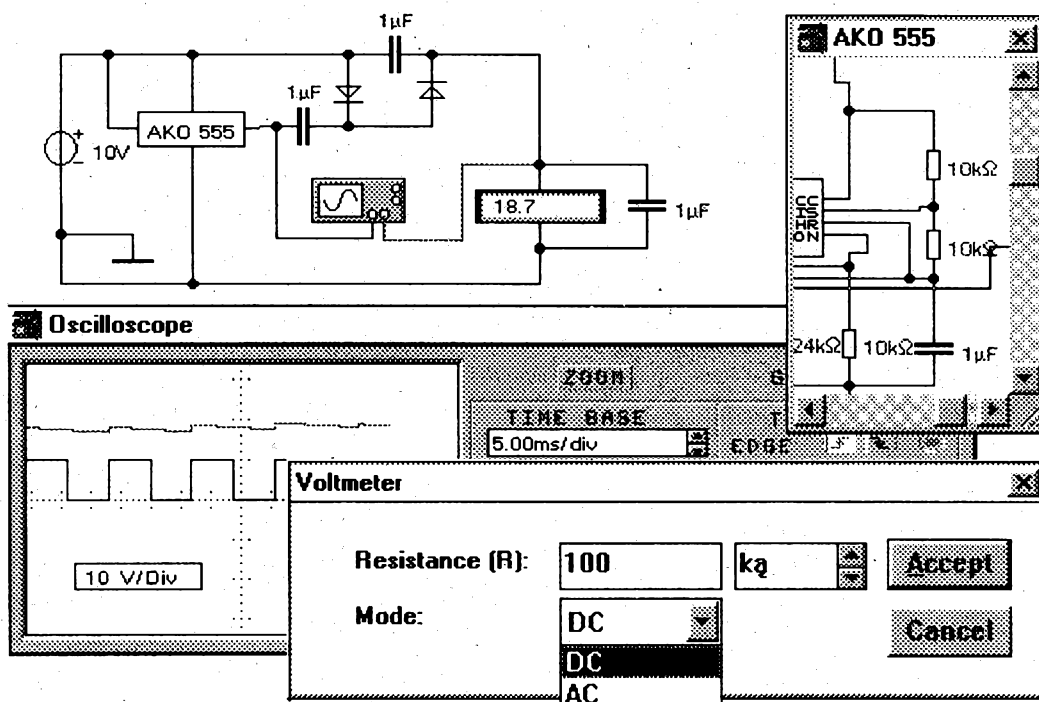 1µF
1µF
AKO 555
+
10V
−
18.7
1µF
AKO 555
10kΩ
10kΩ
24kΩ
10kΩ
1µF
Oscilloscope
ZOOM
G
TIME BASE
T
5.00ms/div
EDGE
10 V/Div
Voltmeter
Resistance (R):
100
ką
Accept
Mode:
DC
Cancel
DC
AC